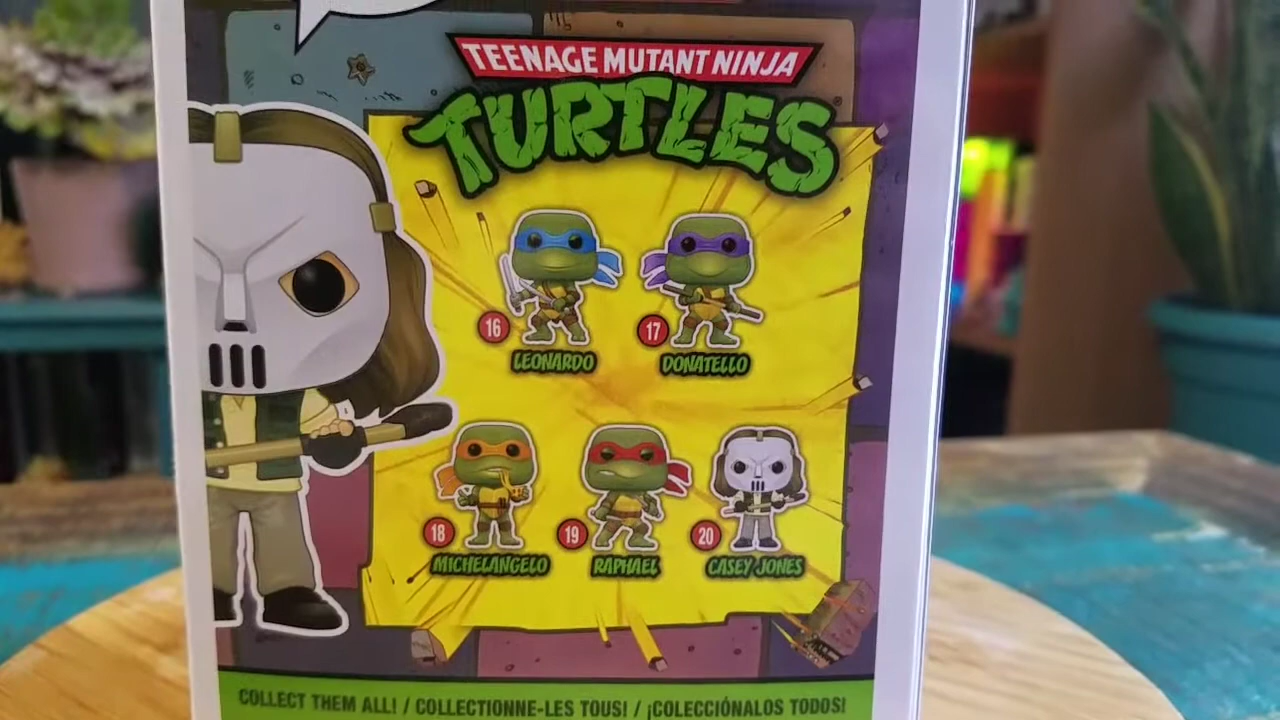 TEENAGE MUTANT NINJA
TURTLES
16
17
LEONARDO
DONATELLO
18
19
20
MICHELANGELO
RAPHAEL
CASEY JONES
COLLECT THEM ALL! / COLLECTIONNE-LES TOUS! / ¡COLECCIÓNALOS TODOS!